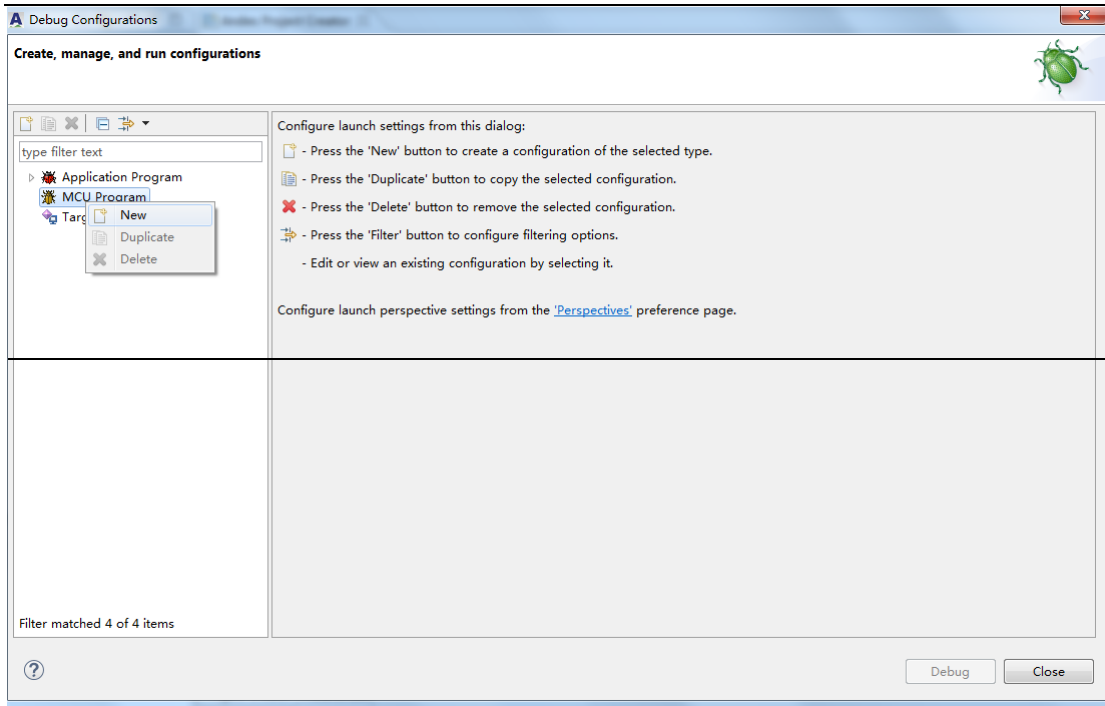 Debug Configurations
Create, manage, and run configurations
type filter text
Application Program
MCU Program
Targ
New
Duplicate
Delete
Filter matched 4 of 4 items
Configure launch settings from this dialog:
- Press the 'New' button to create a configuration of the selected type.
- Press the 'Duplicate' button to copy the selected configuration.
- Press the 'Delete' button to remove the selected configuration.
- Press the 'Filter' button to configure filtering options.
- Edit or view an existing configuration by selecting it.
Configure launch perspective settings from the 'Perspectives' preference page.
Debug
Close